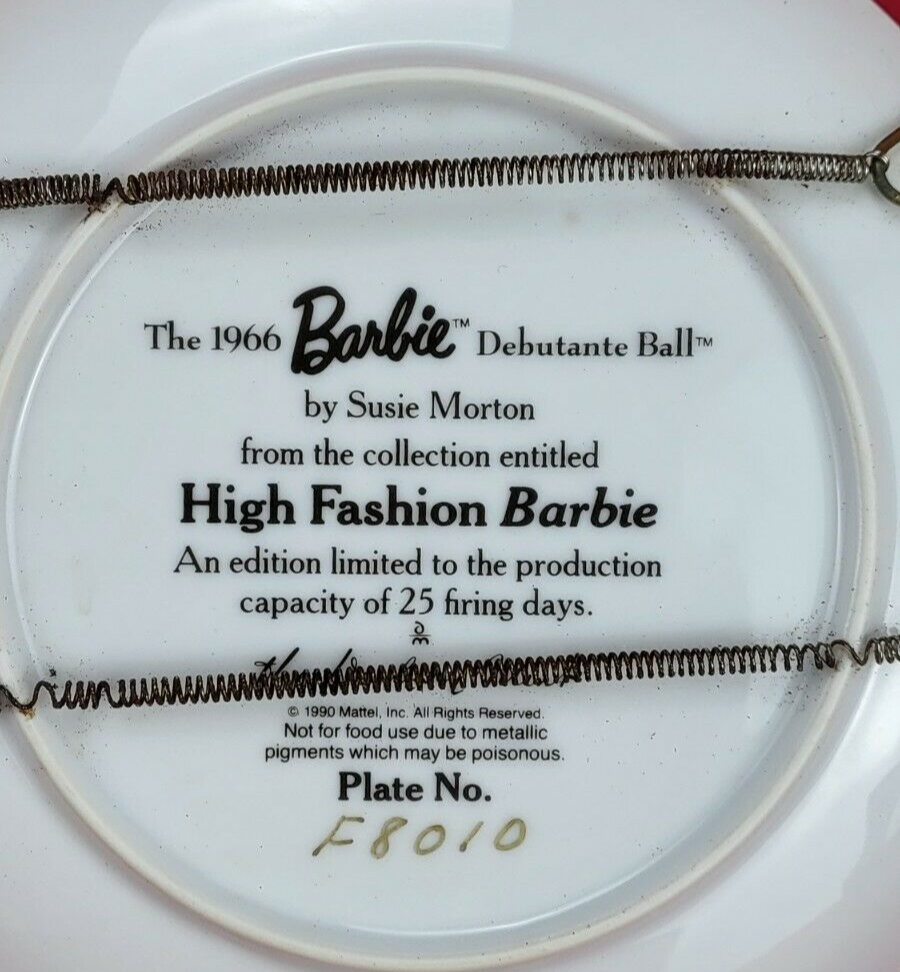 The 1966 Barbie™ Debutante Ball™
by Susie Morton
from the collection entitled
High Fashion Barbie
An edition limited to the production
capacity of 25 firing days.
© 1990 Mattel, Inc. All Rights Reserved.
Not for food use due to metallic
pigments which may be poisonous.
Plate No.
F8010